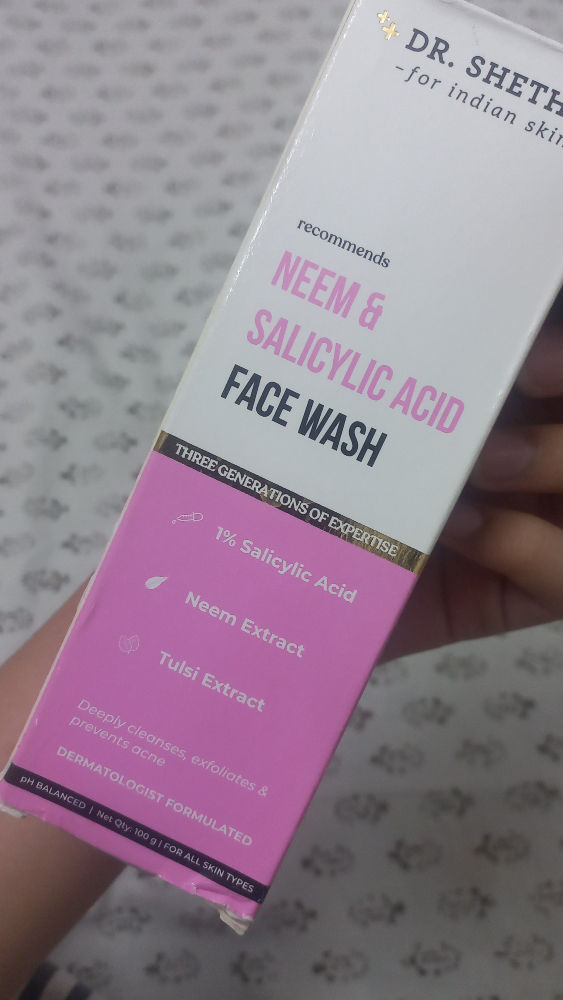 DR. SHETH
–for indian skin
recommends
NEEM &
SALICYLIC ACID
FACE WASH
THREE GENERATIONS OF EXPERTISE
1% Salicylic Acid
Neem Extract
Tulsi Extract
Deeply cleanses, exfoliates &
prevents acne
DERMATOLOGIST FORMULATED
pH BALANCED | Net Qty: 100 g | FOR ALL SKIN TYPES